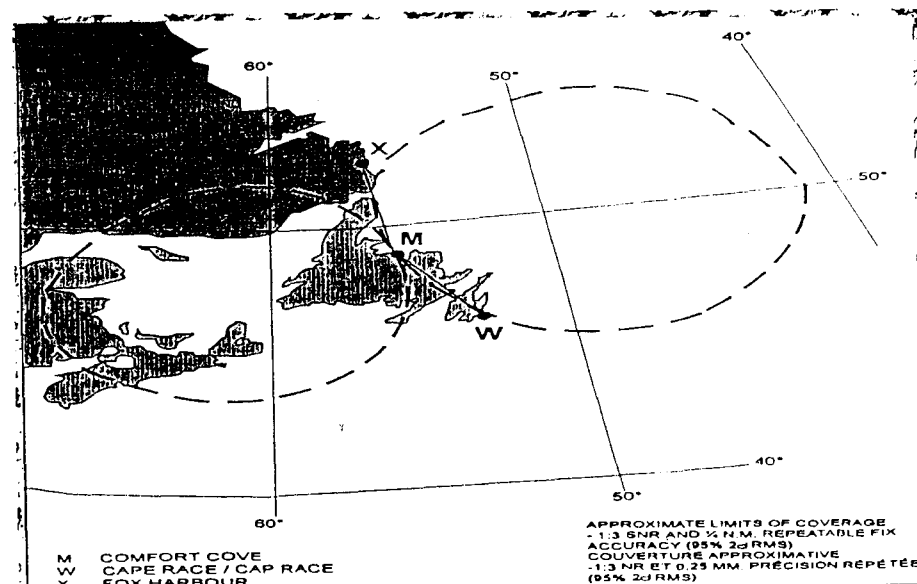 40°
60°
50°
X
50°
M
W
40°
50°
60°
APPROXIMATE LIMITS OF COVERAGE
- 1:3 SNR AND ¼ N.M. REPEATABLE FIX
ACCURACY (95% 2d RMS)
COUVERTURE APPROXIMATIVE
-1:3 NR ET 0,25 MM. PRÉCISION RÉPÉTÉE
(95% 2d RMS)
M COMFORT COVE
W CAPE RACE / CAP RACE
X FOX HARBOUR